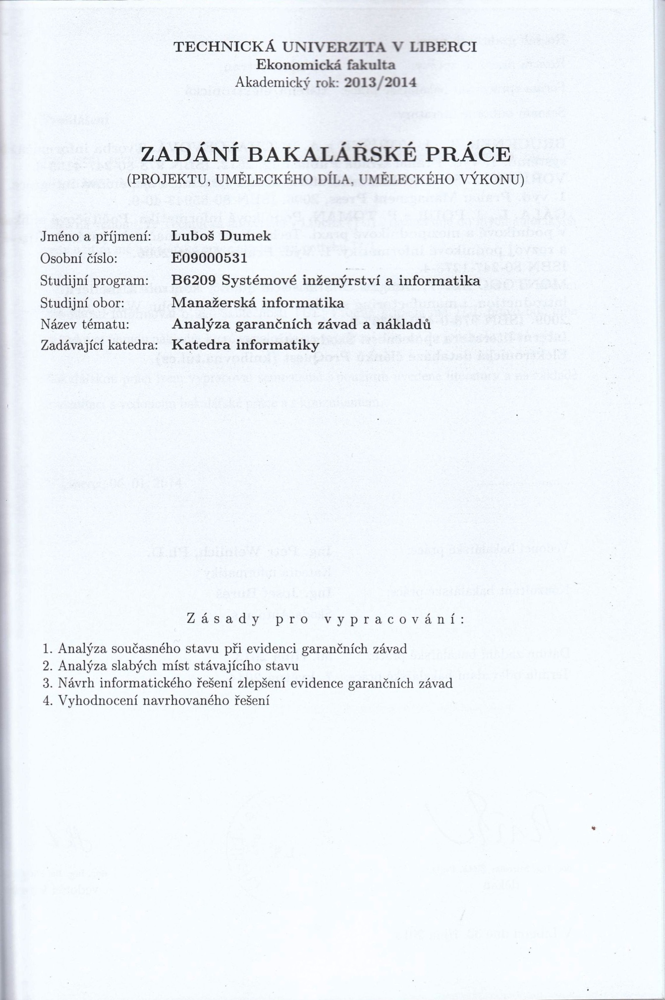 TECHNICKÁ UNIVERZITA V LIBERCI
Ekonomická fakulta
Akademický rok: 2013/2014
ZADÁNÍ BAKALÁŘSKÉ PRÁCE
(PROJEKTU, UMĚLECKÉHO DÍLA, UMĚLECKÉHO VÝKONU)
Jméno a příjmení: Luboš Dumek
Osobní číslo: E09000531
Studijní program: B6209 Systémové inženýrství a informatika
Studijní obor: Manažerská informatika
Název tématu: Analýza garančních závad a nákladů
Zadávající katedra: Katedra informatiky
Zásady pro vypracování:
1. Analýza současného stavu při evidenci garančních závad
2. Analýza slabých míst stávajícího stavu
3. Návrh informatického řešení zlepšení evidence garančních závad
4. Vyhodnocení navrhovaného řešení